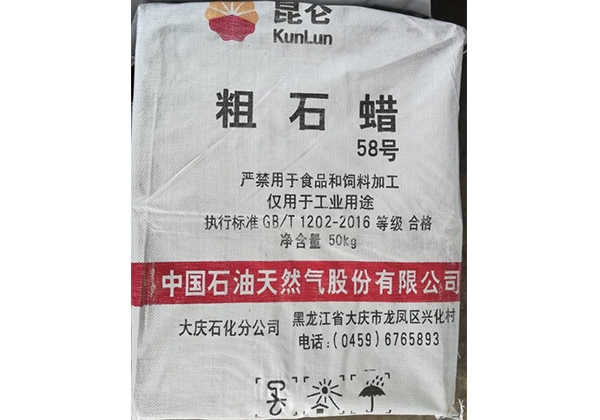 昆仑
KunLun
粗石蜡
58号
严禁用于食品和饲料加工
仅用于工业用途
执行标准 GB/T 1202-2016 等级 合格
净含量 50kg
中国石油天然气股份有限公司
大庆石化分公司
黑龙江省大庆市龙凤区兴化村
电话:(0459) 6765893